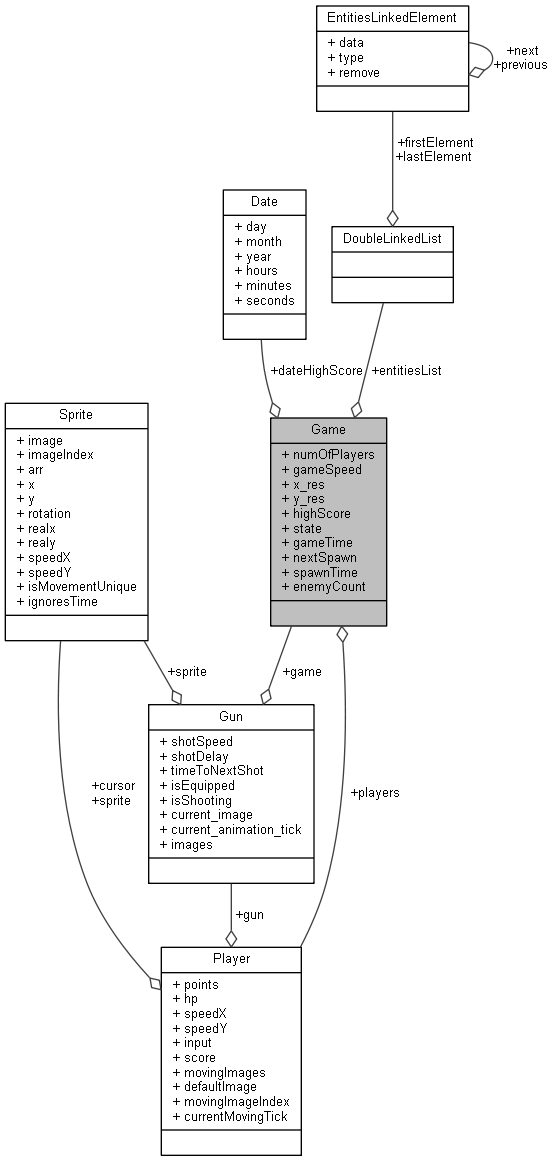 EntitiesLinkedElement
+ data
+ type
+ remove
+next
+previous
+firstElement
+lastElement
Date
+ day
+ month
+ year
+ hours
+ minutes
+ seconds
DoubleLinkedList
+dateHighScore
+entitiesList
Sprite
+ image
+ imageIndex
+ arr
+ x
+ y
+ rotation
+ realx
+ realy
+ speedX
+ speedY
+ isMovementUnique
+ ignoresTime
Game
+ numOfPlayers
+ gameSpeed
+ x_res
+ y_res
+ highScore
+ state
+ gameTime
+ nextSpawn
+ spawnTime
+ enemyCount
+sprite
+game
Gun
+ shotSpeed
+ shotDelay
+ timeToNextShot
+ isEquipped
+ isShooting
+ current_image
+ current_animation_tick
+ images
+cursor
+sprite
+players
+gun
Player
+ points
+ hp
+ speedX
+ speedY
+ input
+ score
+ movingImages
+ defaultImage
+ movingImageIndex
+ currentMovingTick